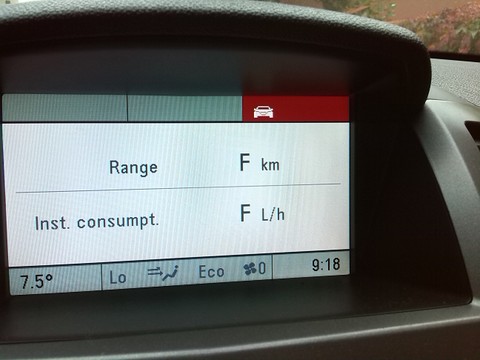 Range F km
Inst. consumpt. F L/h
7.5° Lo Eco 0 9:18